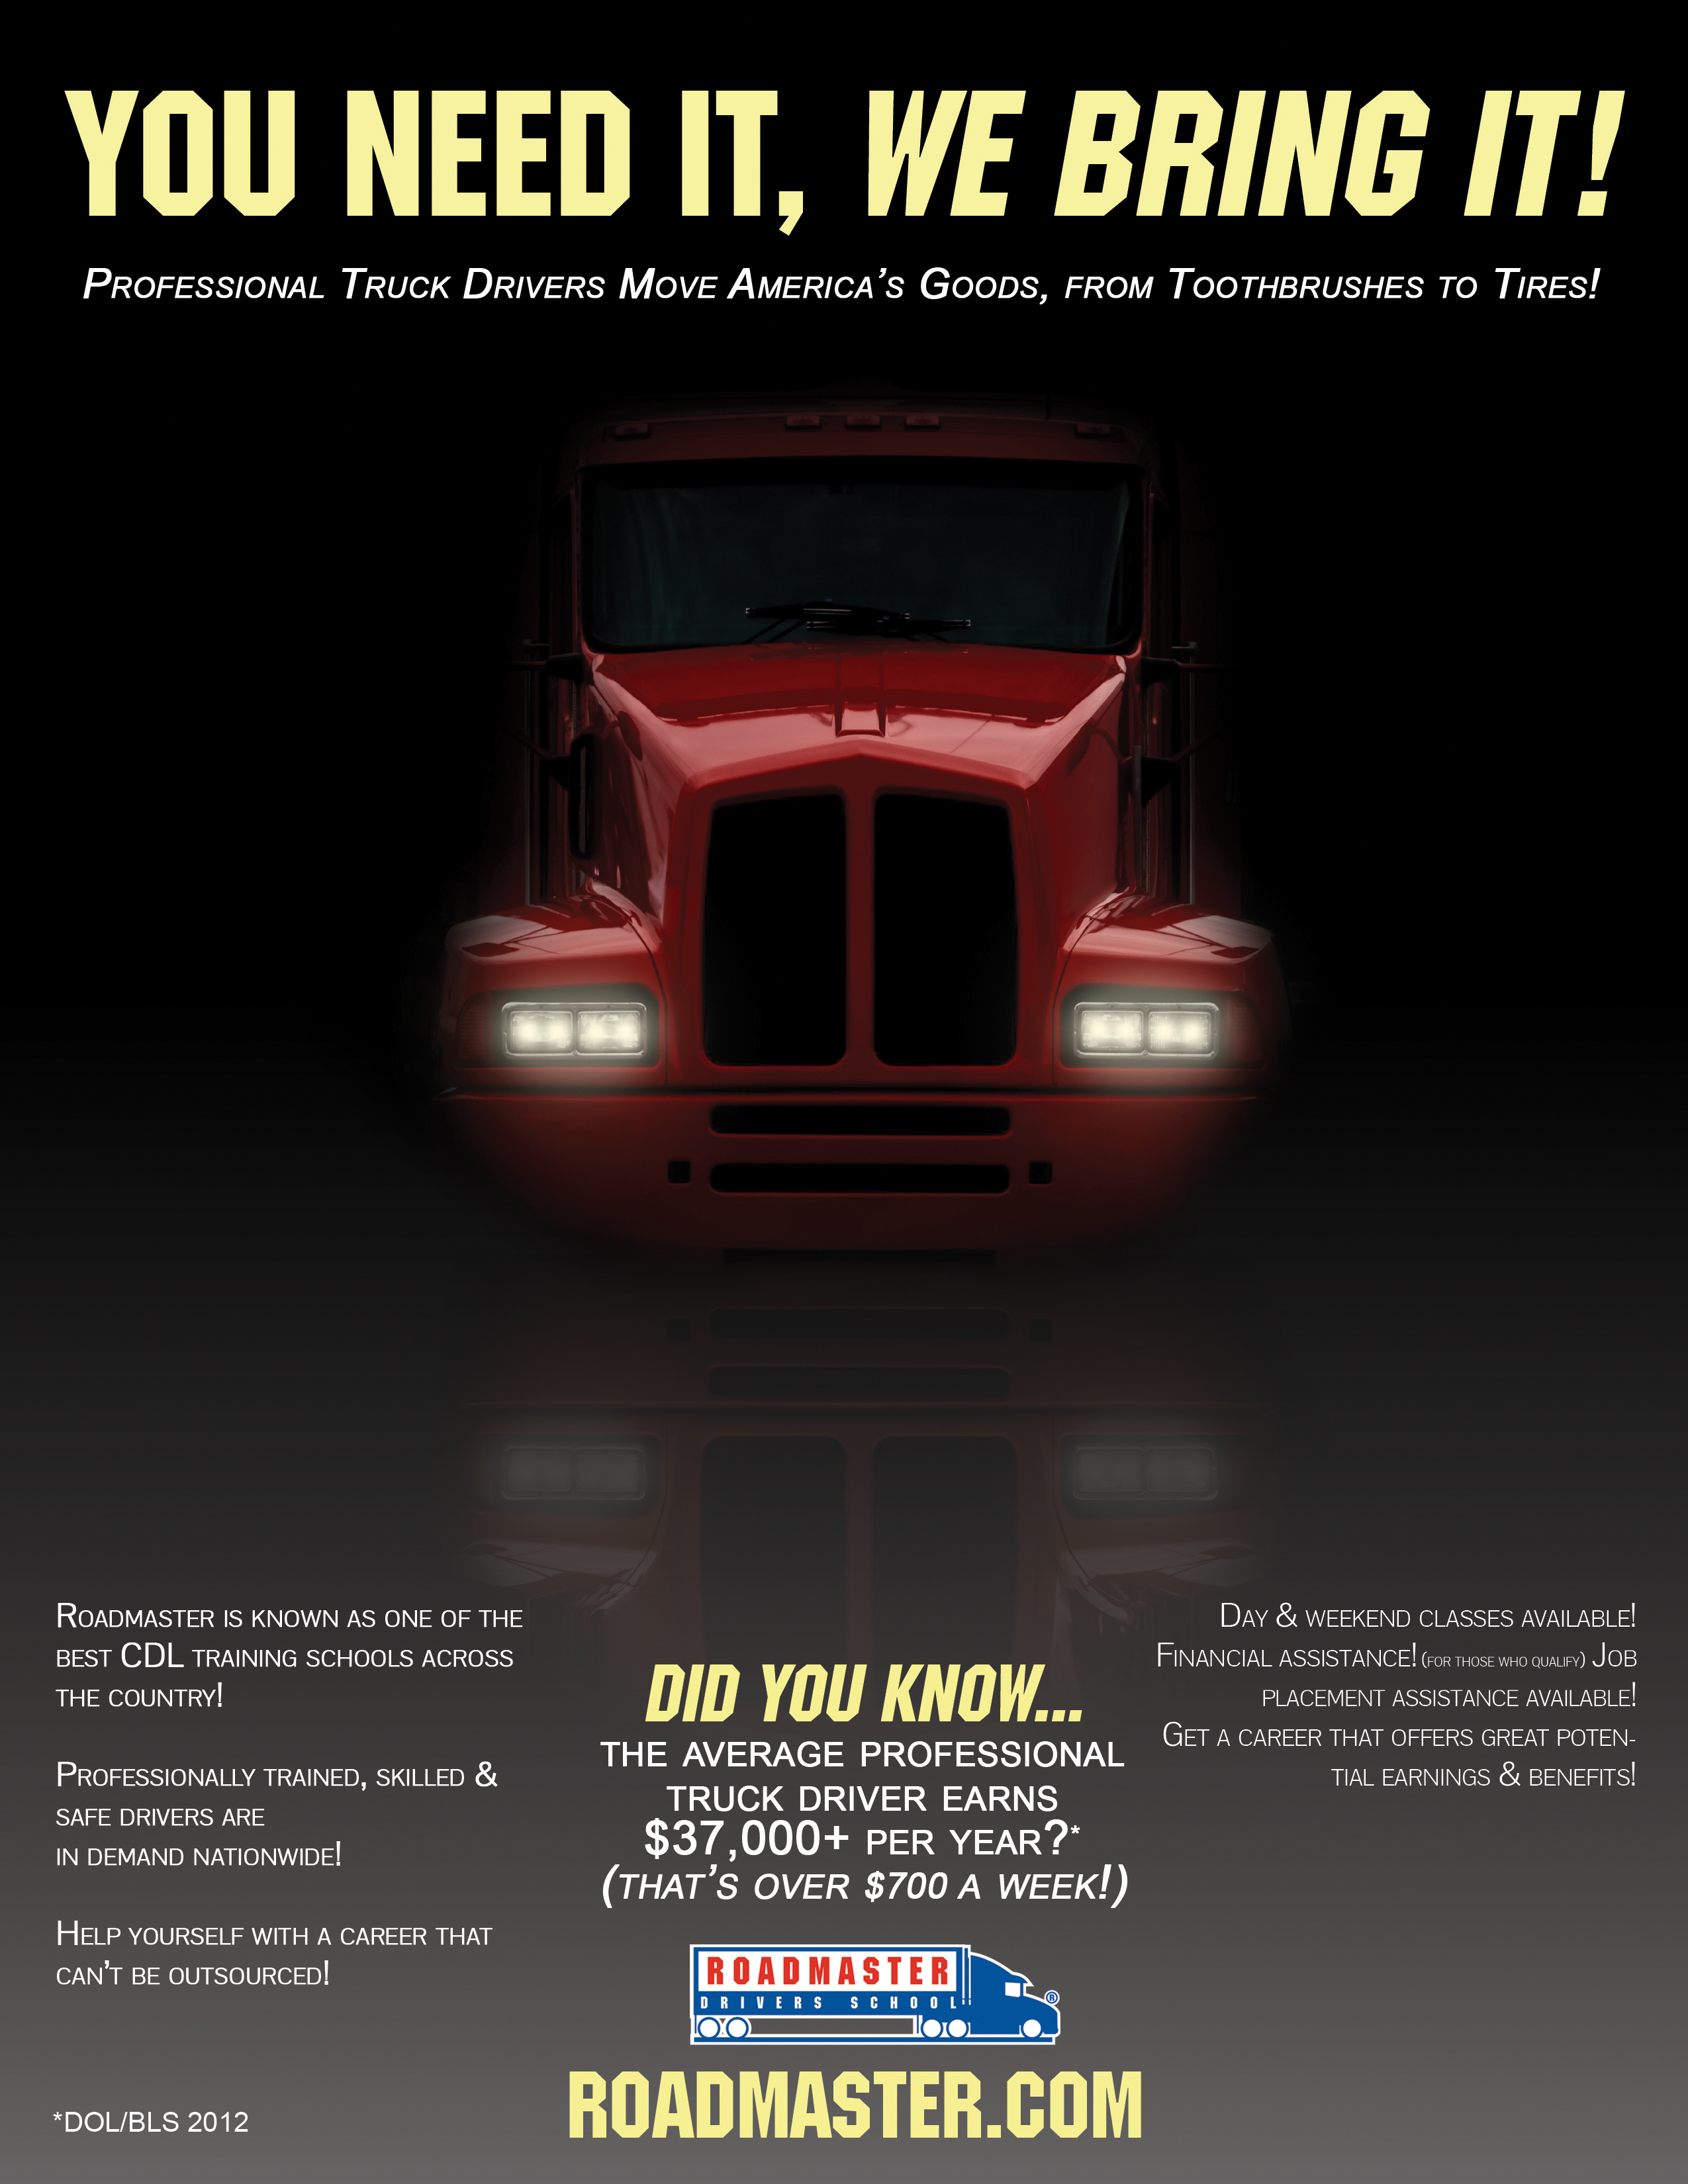 YOU NEED IT, WE BRING IT!
Professional Truck Drivers Move America's Goods, from Toothbrushes to Tires!
Roadmaster is known as one of the
best CDL training schools across
the country!
Professionally trained, skilled &
safe drivers are
in demand nationwide!
Help yourself with a career that
can't be outsourced!
DID YOU KNOW...
the average professional
truck driver earns
$37,000+ per year?*
(that's over $700 a week!)
Day & weekend classes available!
Financial assistance! (for those who qualify) Job
placement assistance available!
Get a career that offers great poten-
tial earnings & benefits!
ROADMASTER
DRIVERS SCHOOL
®
ROADMASTER.COM
*DOL/BLS 2012